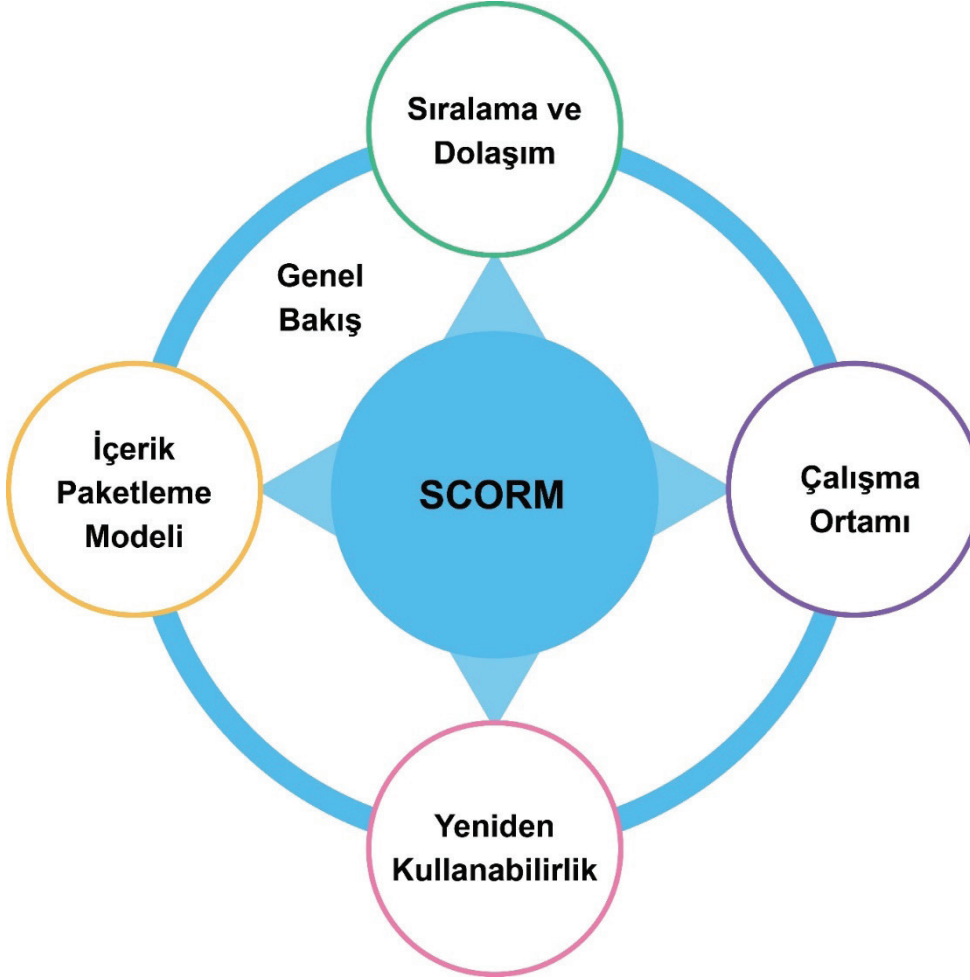 Sıralama ve
Dolaşım
Genel
Bakış
İçerik
Paketleme
Modeli
SCORM
Çalışma
Ortamı
Yeniden
Kullanabilirlik